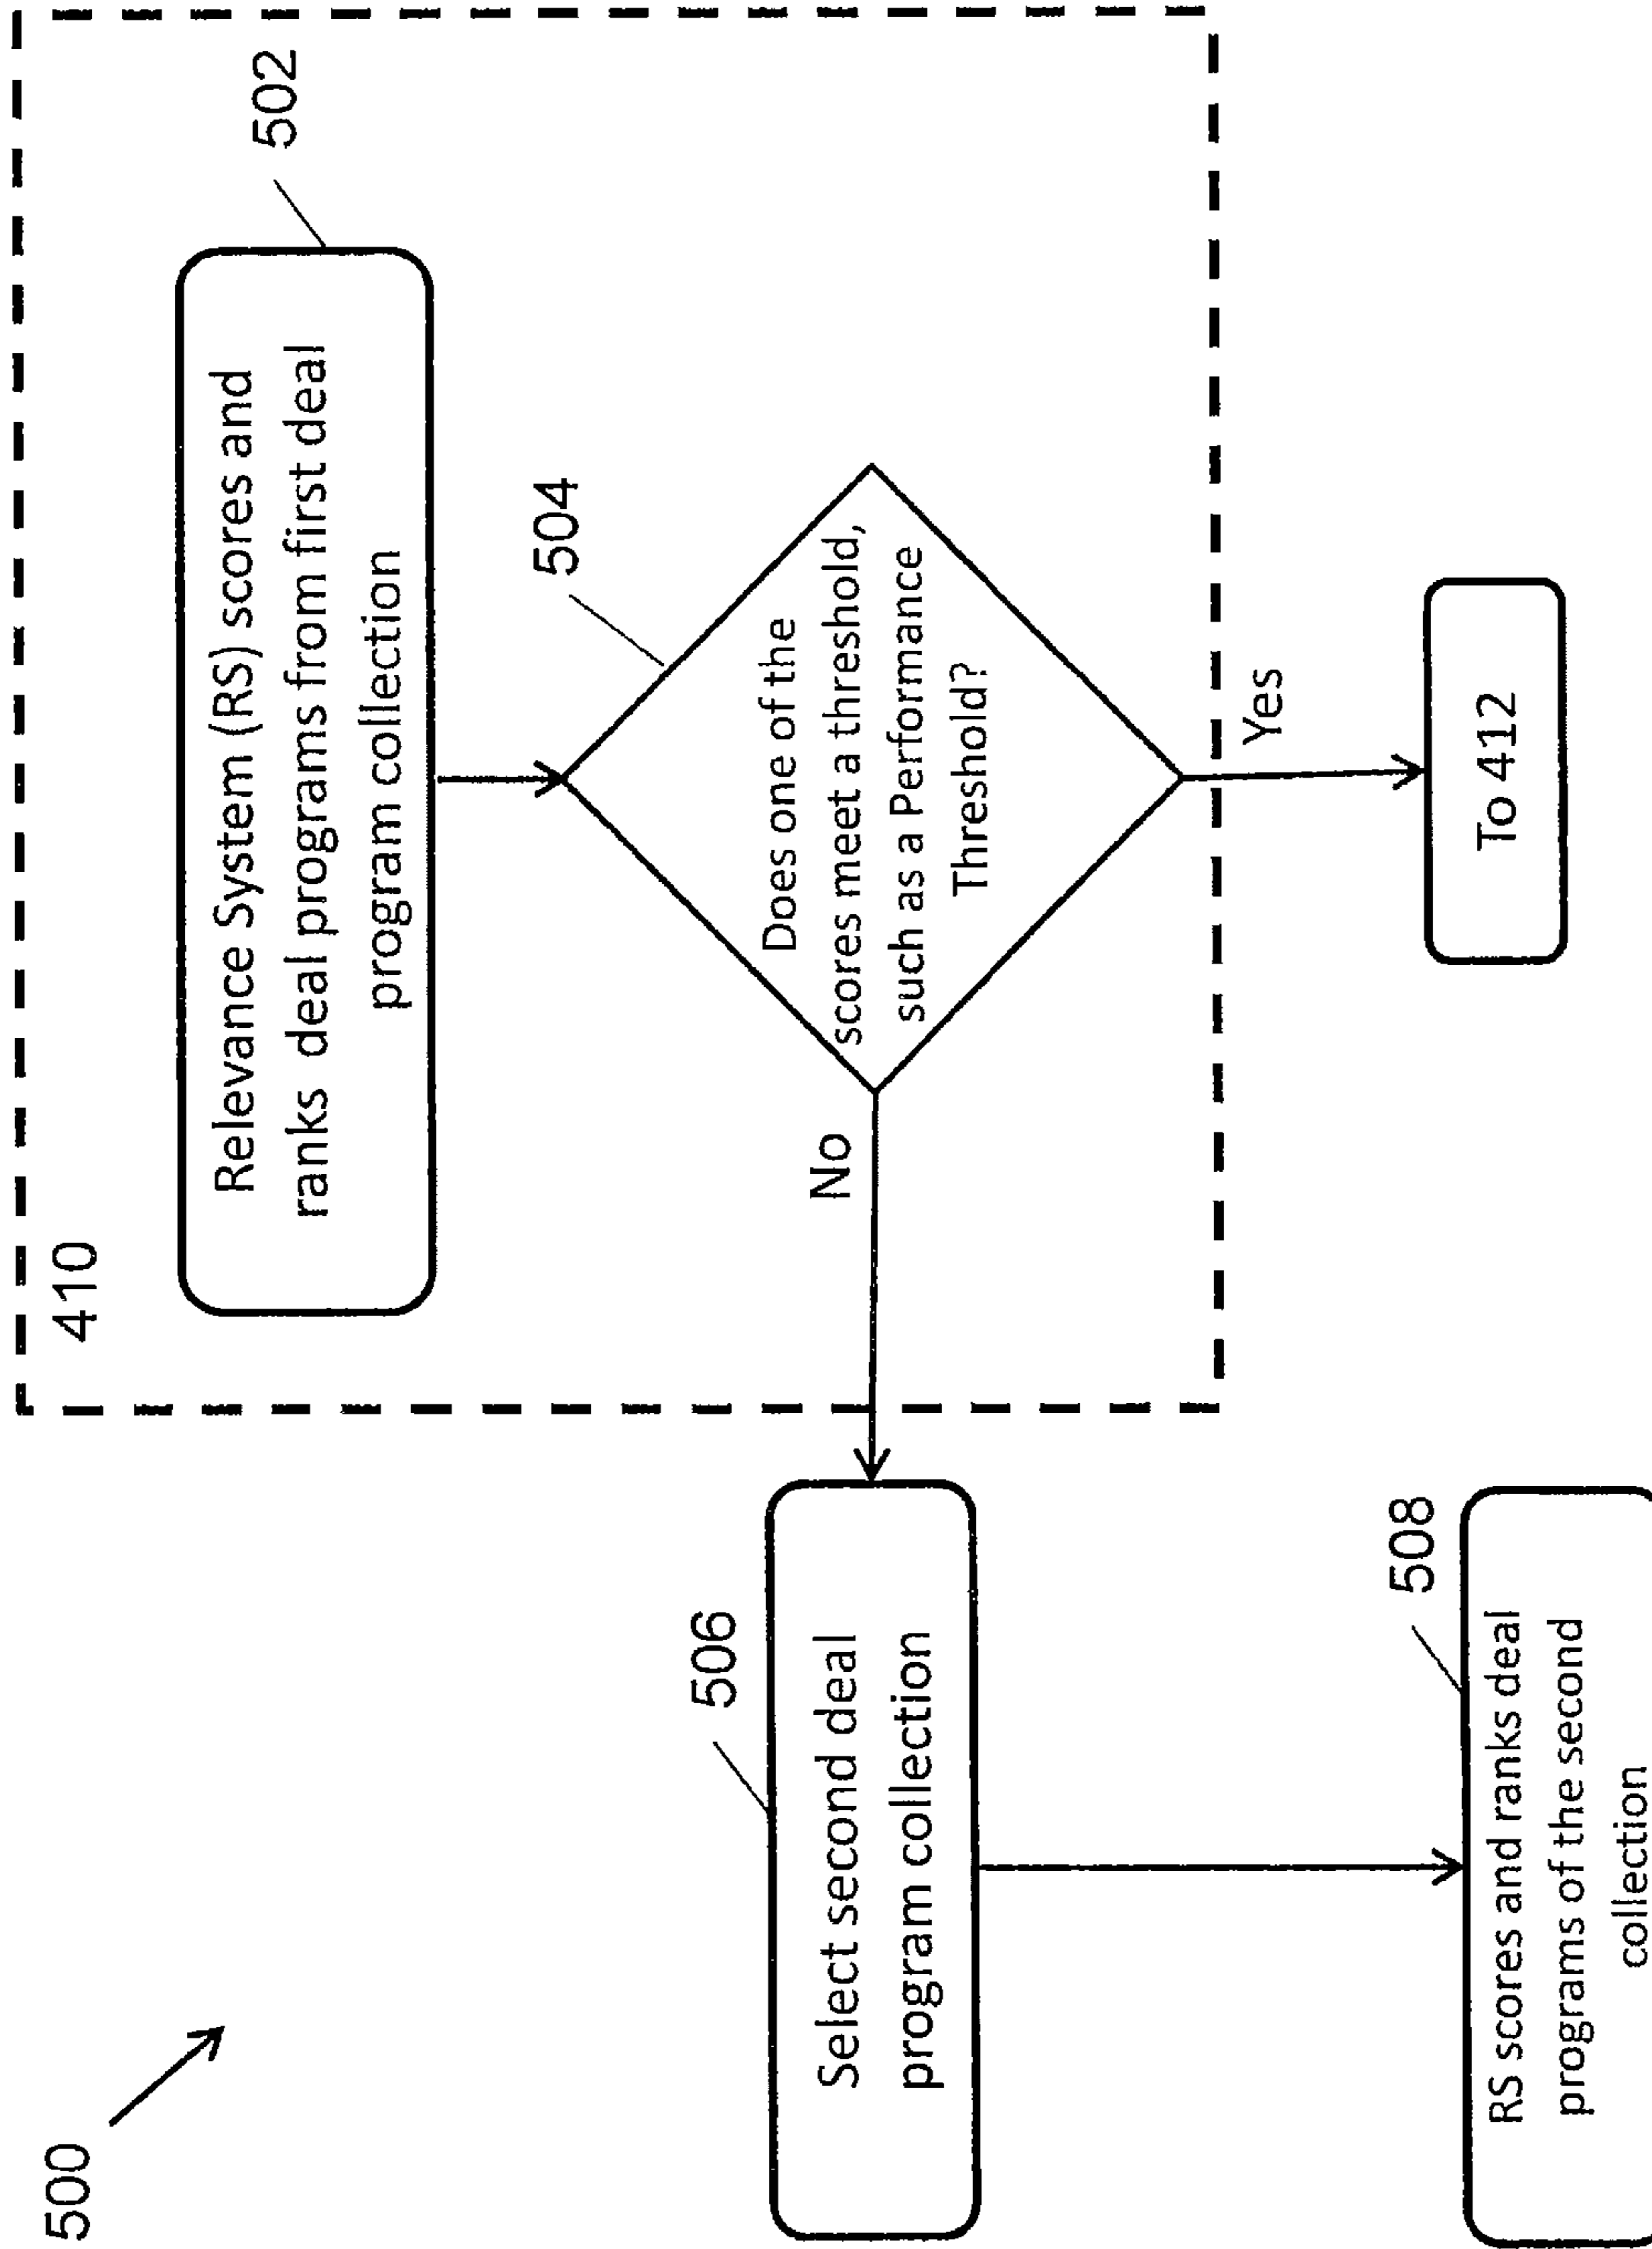 500
410
502
Relevance System (RS) scores and
ranks deal programs from first deal
program collection
504
Does one of the
scores meet a threshold,
such as a Performance
Threshold?
No
Yes
506
Select second deal
program collection
To 412
508
RS scores and ranks deal
programs of the second
collection